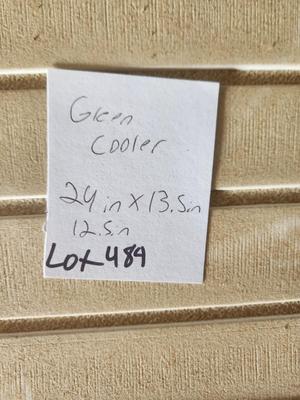 Green
Cooler
24 in X 13.5in
12.5in
Lot 489